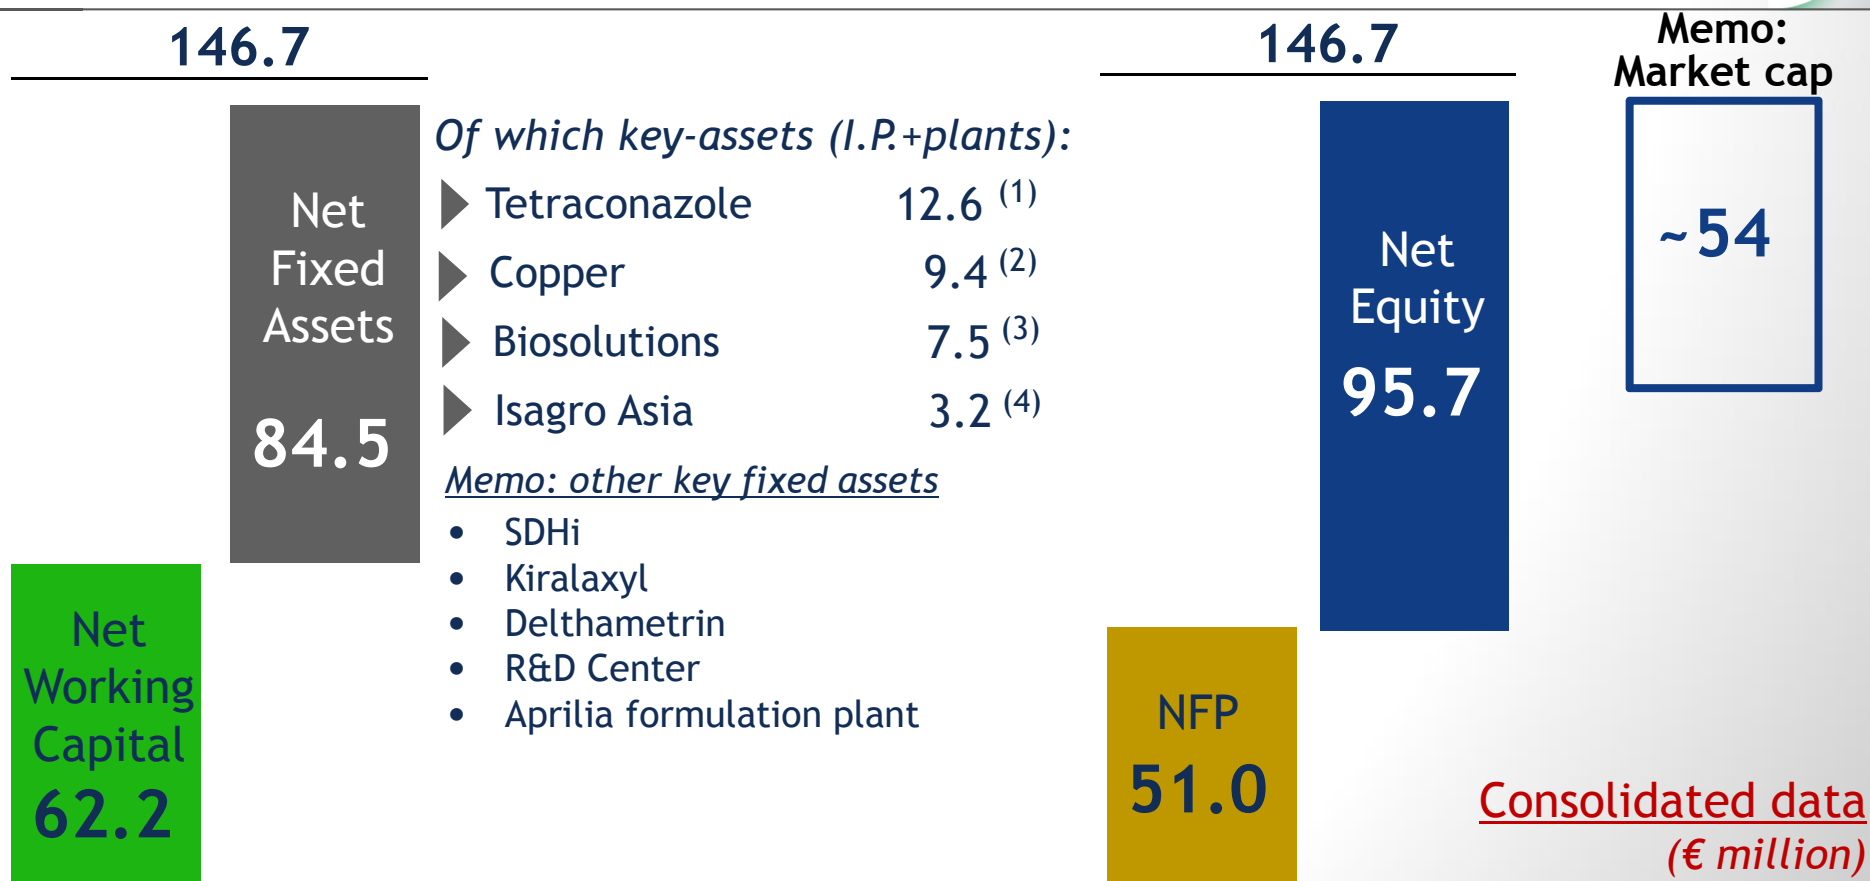 146.7
Net
Fixed
Assets
84.5
Net
Working
Capital
62.2
Of which key-assets (I.P.+plants):
Tetraconazole 12.6 (1)
Copper 9.4 (2)
Biosolutions 7.5 (3)
Isagro Asia 3.2 (4)
Memo: other key fixed assets
• SDHi
• Kiralaxyl
• Delthametrin
• R&D Center
• Aprilia formulation plant
146.7
Net
Equity
95.7
NFP
51.0
Memo:
Market cap
~54
Consolidated data
(€ million)